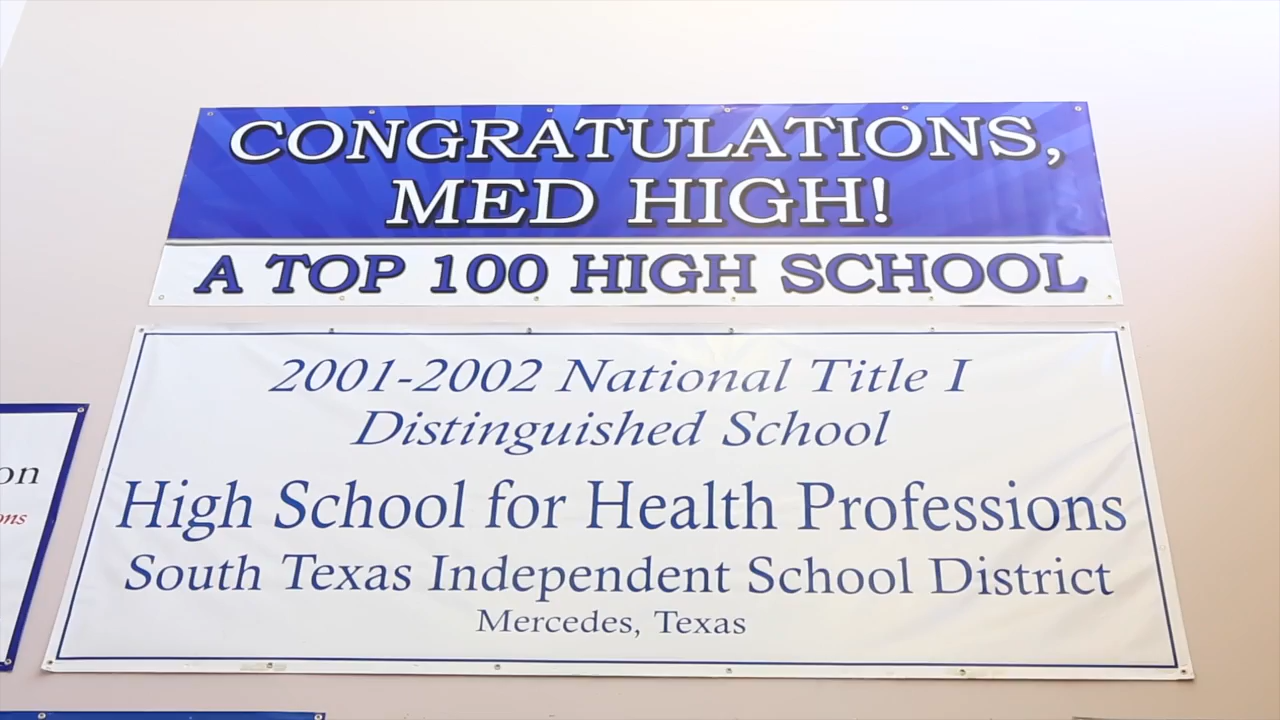 CONGRATULATIONS,
MED HIGH!
A TOP 100 HIGH SCHOOL
2001-2002 National Title I
Distinguished School
High School for Health Professions
South Texas Independent School District
Mercedes, Texas